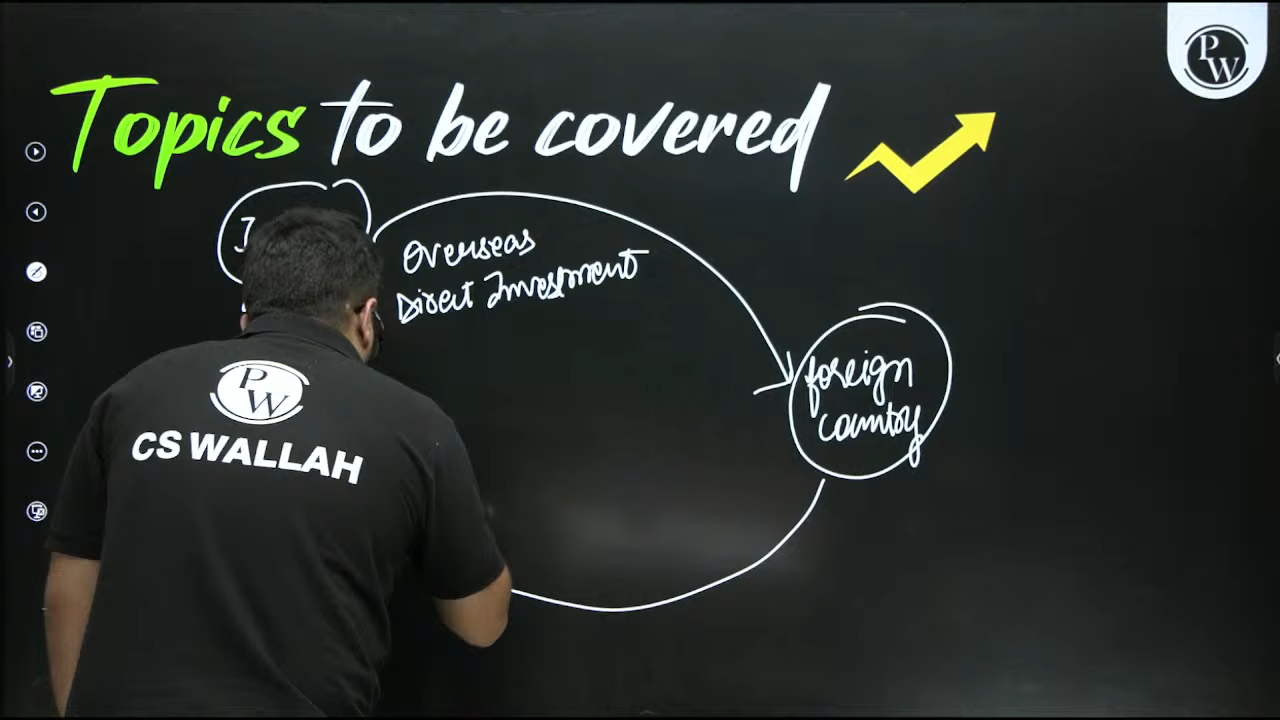 Topics to be covered
PW
Overseas
Direct Investment
foreign
country
PW
CS WALLAH